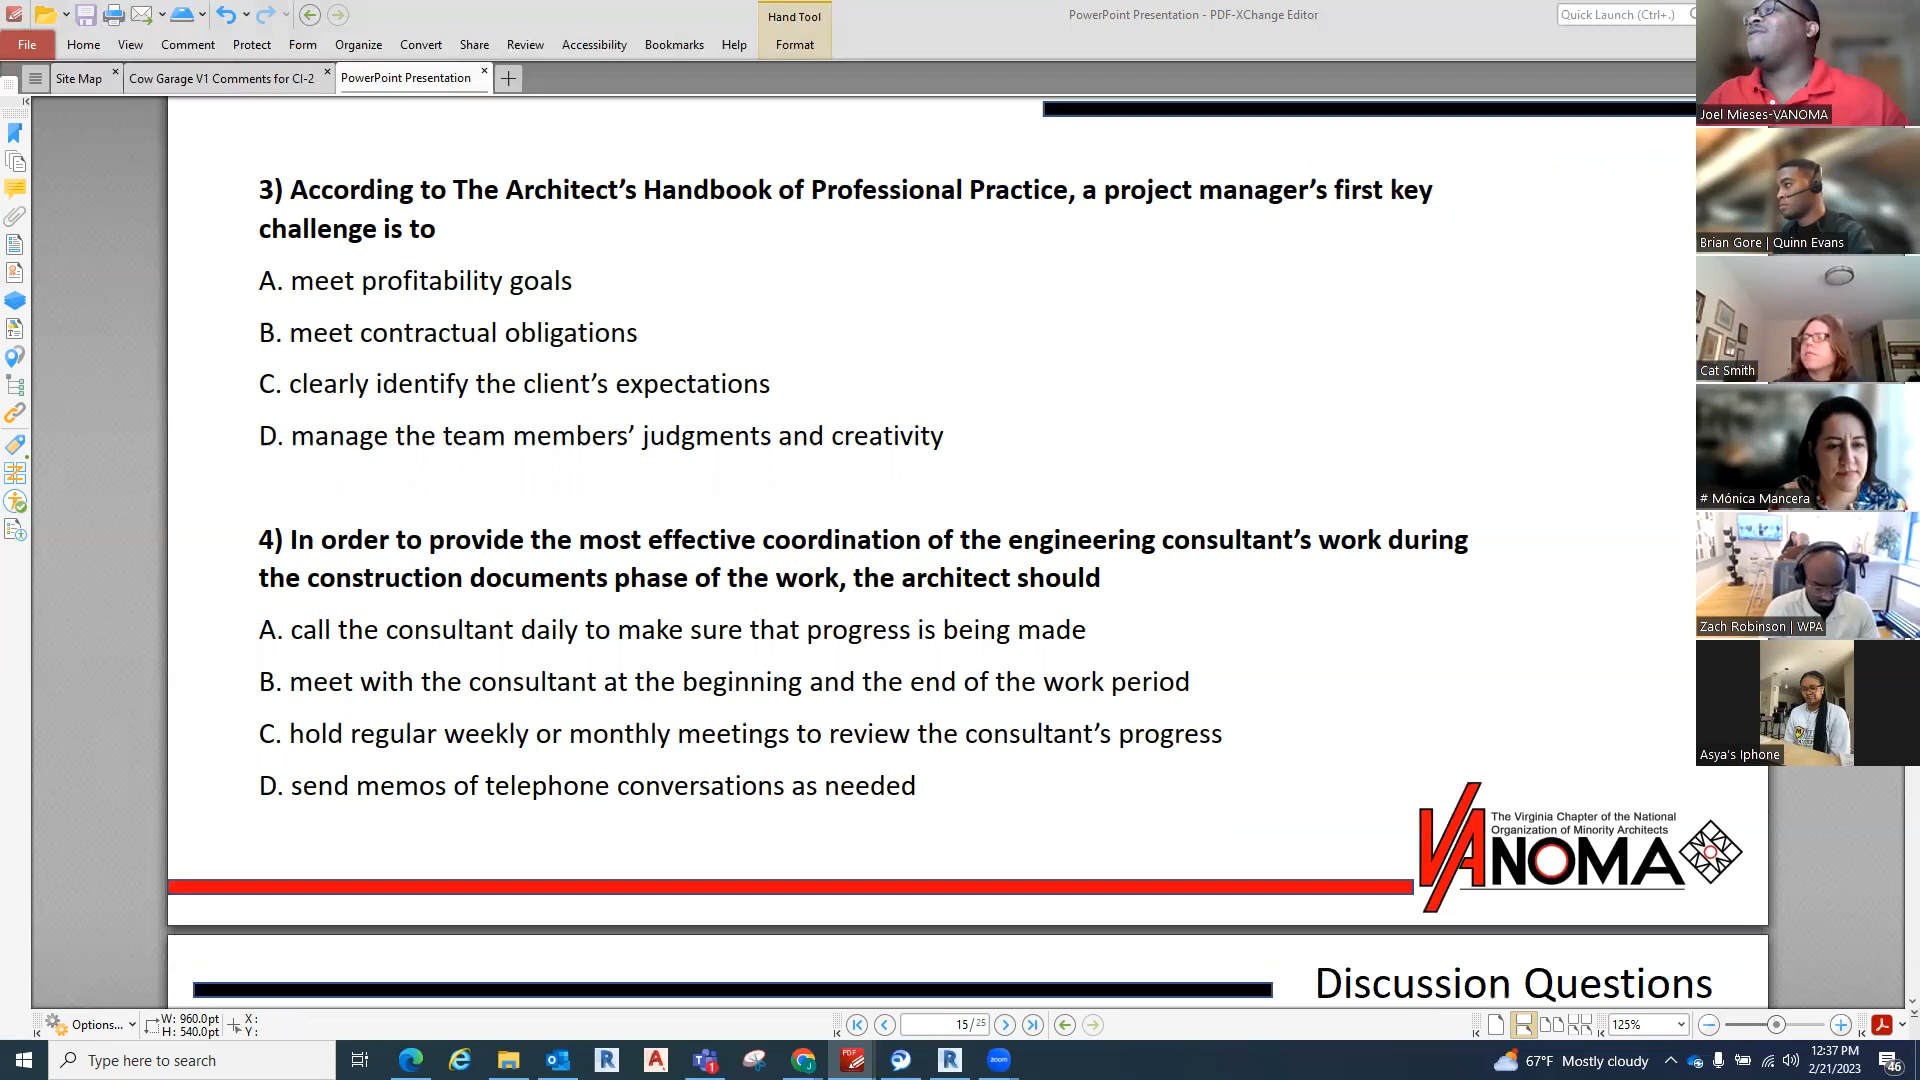 Hand Tool
PowerPoint Presentation - PDF-XChange Editor
Quick Launch (Ctrl+.)
File Home View Comment Protect Form Organize Convert Share Review Accessibility Bookmarks Help Format
Site Map Cow Garage V1 Comments for CI-2 PowerPoint Presentation
3) According to The Architect’s Handbook of Professional Practice, a project manager’s first key
challenge is to
A. meet profitability goals
B. meet contractual obligations
C. clearly identify the client’s expectations
D. manage the team members’ judgments and creativity
4) In order to provide the most effective coordination of the engineering consultant’s work during
the construction documents phase of the work, the architect should
A. call the consultant daily to make sure that progress is being made
B. meet with the consultant at the beginning and the end of the work period
C. hold regular weekly or monthly meetings to review the consultant’s progress
D. send memos of telephone conversations as needed
The Virginia Chapter of the National
Organization of Minority Architects
VANOMA
Discussion Questions
Joel Mieses-VANOMA
Brian Gore | Quinn Evans
Cat Smith
# Mónica Mancera
Zach Robinson | WPA
Asya's Iphone
Options...
W: 960.0pt
H: 540.0pt
X:
Y:
15 / 25
125%
Type here to search
67°F Mostly cloudy
12:37 PM
2/21/2023
46